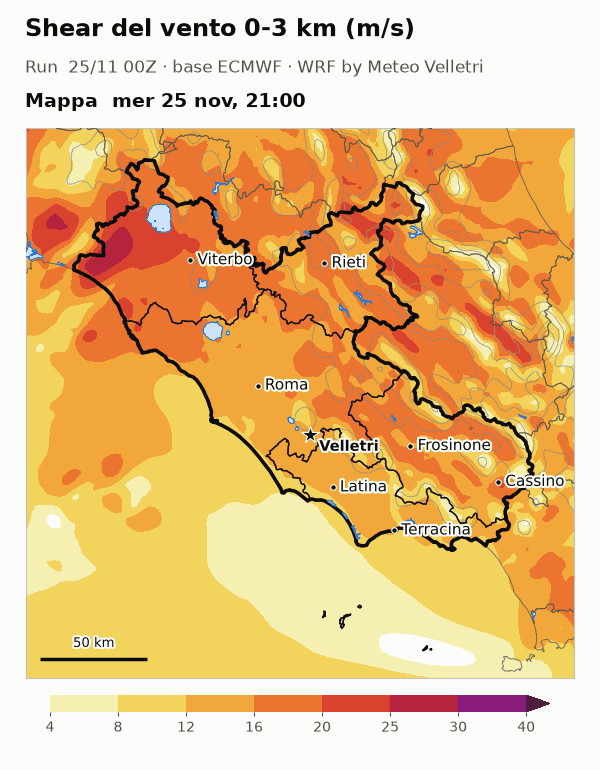 Shear del vento 0-3 km (m/s)
Run  25/11 00Z · base ECMWF · WRF by Meteo Velletri
Mappa  mer 25 nov, 21:00
Viterbo
Rieti
Roma
Velletri
Frosinone
Latina
Cassino
Terracina
50 km
4 8 12 16 20 25 30 40